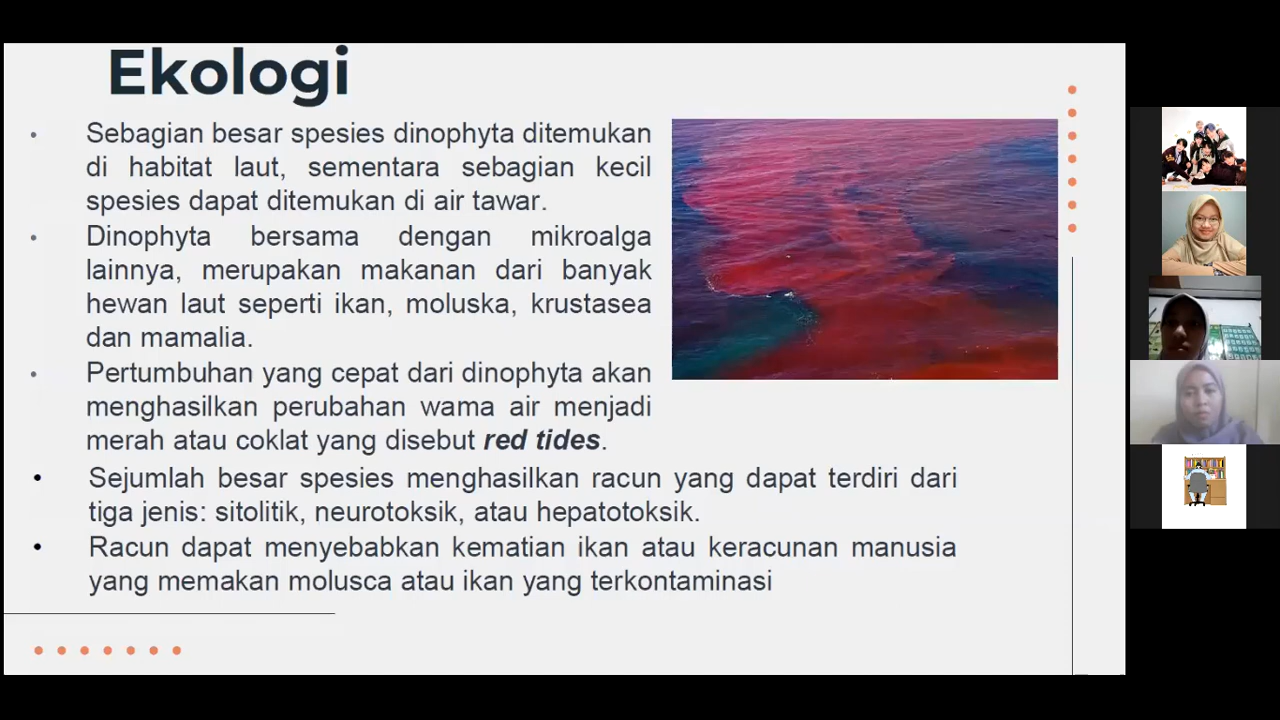 Ekologi
• Sebagian besar spesies dinophyta ditemukan
di habitat laut, sementara sebagian kecil
spesies dapat ditemukan di air tawar.
• Dinophyta bersama dengan mikroalga
lainnya, merupakan makanan dari banyak
hewan laut seperti ikan, moluska, krustasea
dan mamalia.
• Pertumbuhan yang cepat dari dinophyta akan
menghasilkan perubahan wama air menjadi
merah atau coklat yang disebut red tides.
• Sejumlah besar spesies menghasilkan racun yang dapat terdiri dari
tiga jenis: sitolitik, neurotoksik, atau hepatotoksik.
• Racun dapat menyebabkan kematian ikan atau keracunan manusia
yang memakan molusca atau ikan yang terkontaminasi